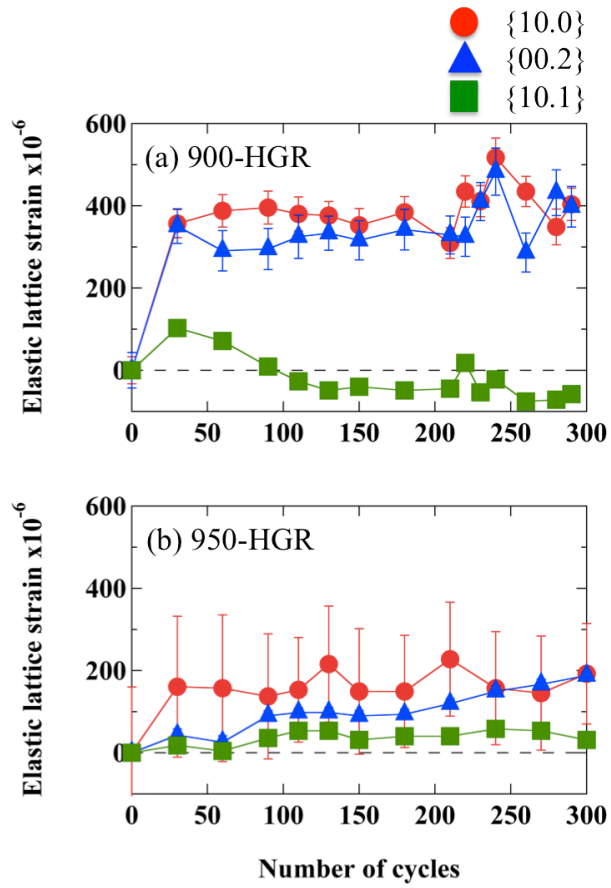 {10.0}
{00.2}
{10.1}
(a) 900-HGR
Elastic lattice strain x10⁻⁶
600
400
200
0
0 50 100 150 200 250 300
(b) 950-HGR
Elastic lattice strain x10⁻⁶
600
400
200
0
0 50 100 150 200 250 300
Number of cycles